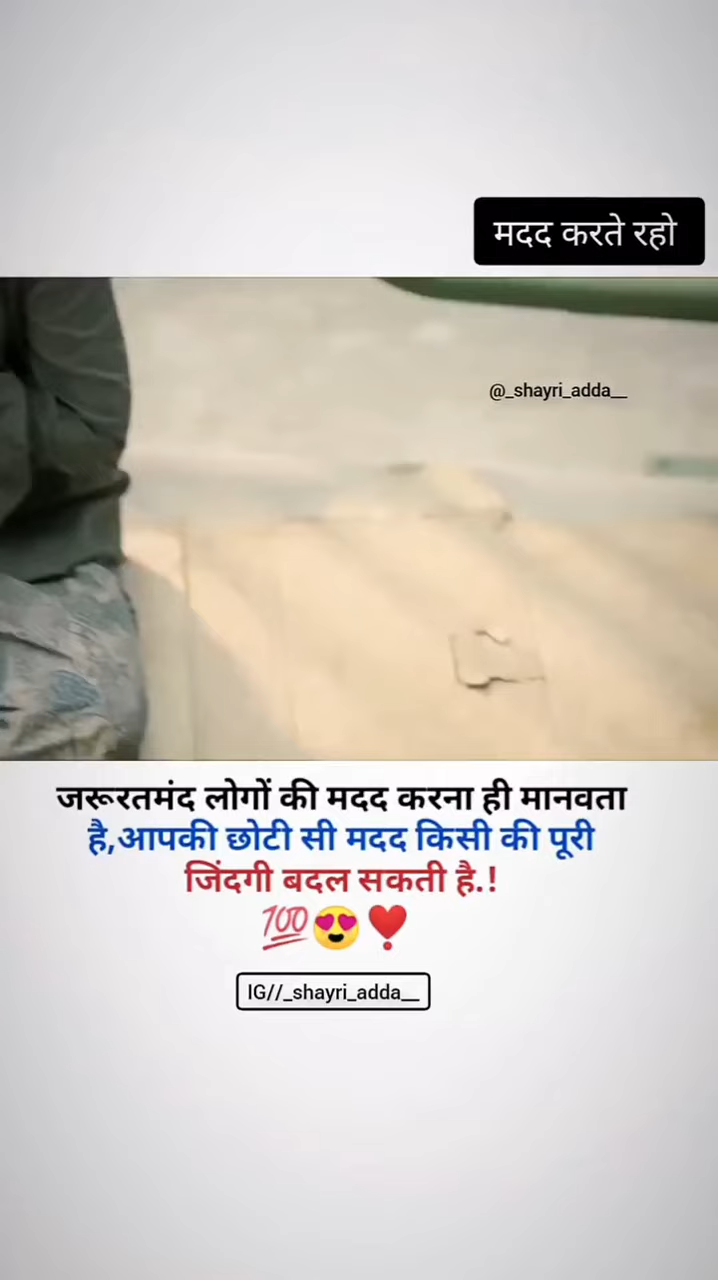 मदद करते रहो
@_shayri_adda__
जरूरतमंद लोगों की मदद करना ही मानवता
है,आपकी छोटी सी मदद किसी की पूरी
जिंदगी बदल सकती है.!
💯😍❣️
IG//_shayri_adda__